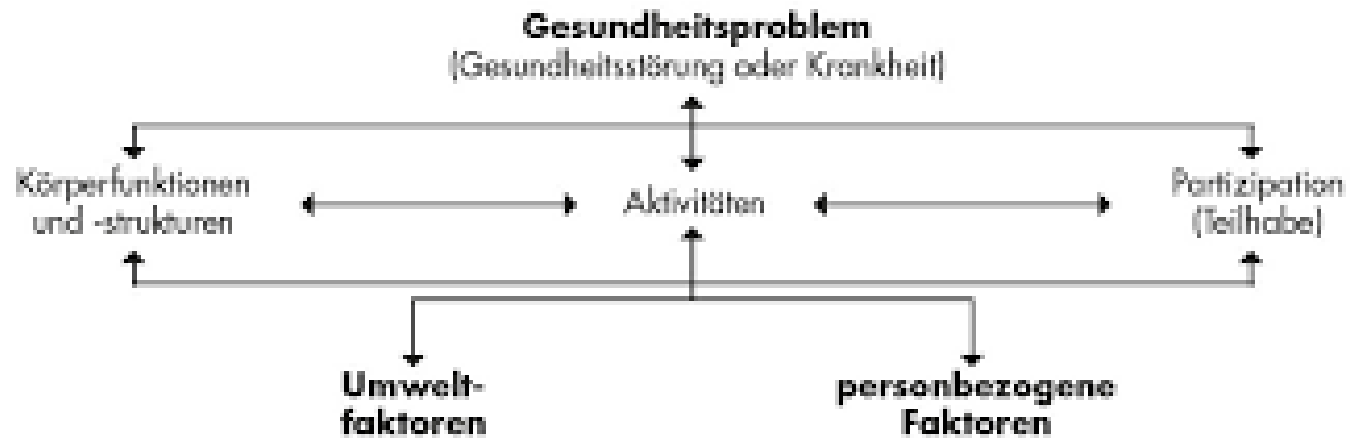 Gesundheitsproblem
(Gesundheitsstörung oder Krankheit)
Körperfunktionen
und -strukturen
Aktivitäten
Partizipation
(Teilhabe)
Umwelt-
faktoren
personbezogene
Faktoren